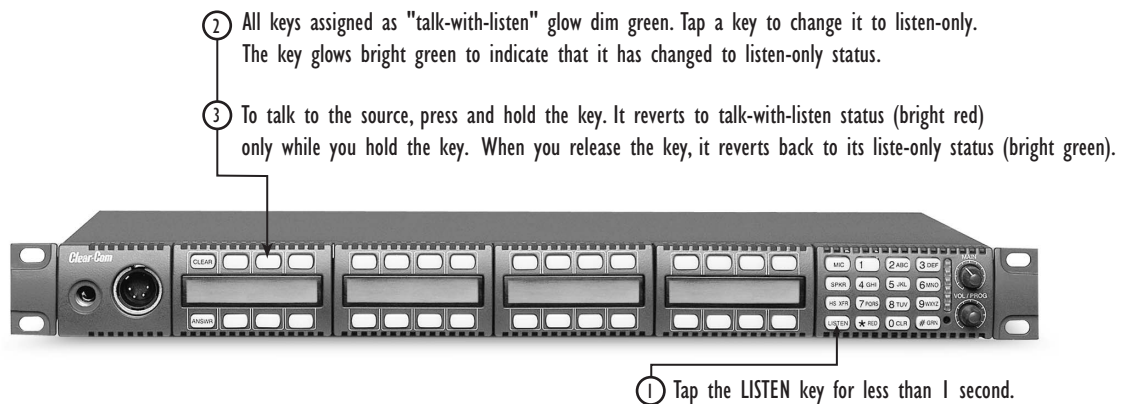 2 All keys assigned as "talk-with-listen" glow dim green. Tap a key to change it to listen-only.
The key glows bright green to indicate that it has changed to listen-only status.
3 To talk to the source, press and hold the key. It reverts to talk-with-listen status (bright red)
only while you hold the key. When you release the key, it reverts back to its liste-only status (bright green).
Clear-Com
CLEAR
ANSWR
MIC 1 2 ABC 3 DEF
SPKR 4 GHI 5 JKL 6 MNO
HS XFR 7 PQRS 8 TUV 9 WXYZ
LISTEN * RED 0 CLR # GRN
MAIN
VOL / PROG
1 Tap the LISTEN key for less than 1 second.